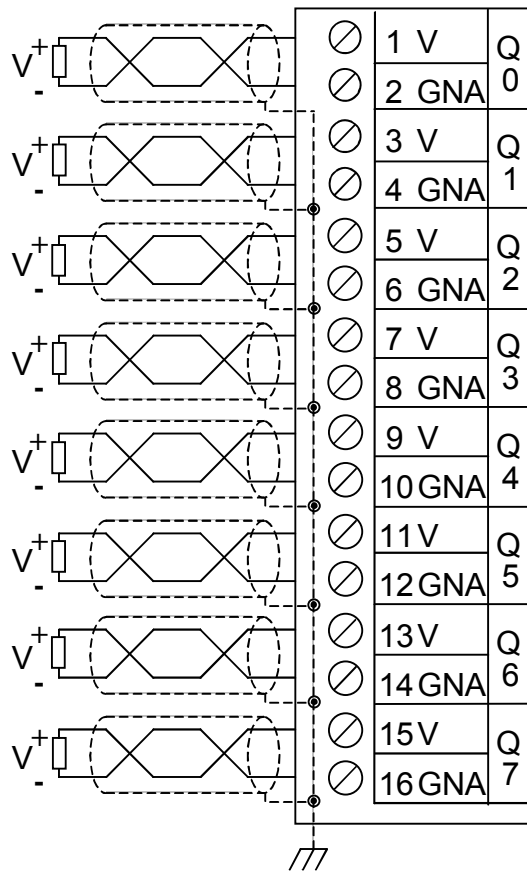 V + - 1 V Q 0
2 GNA
V + - 3 V Q 1
4 GNA
V + - 5 V Q 2
6 GNA
V + - 7 V Q 3
8 GNA
V + - 9 V Q 4
10 GNA
V + - 11 V Q 5
12 GNA
V + - 13 V Q 6
14 GNA
V + - 15 V Q 7
16 GNA